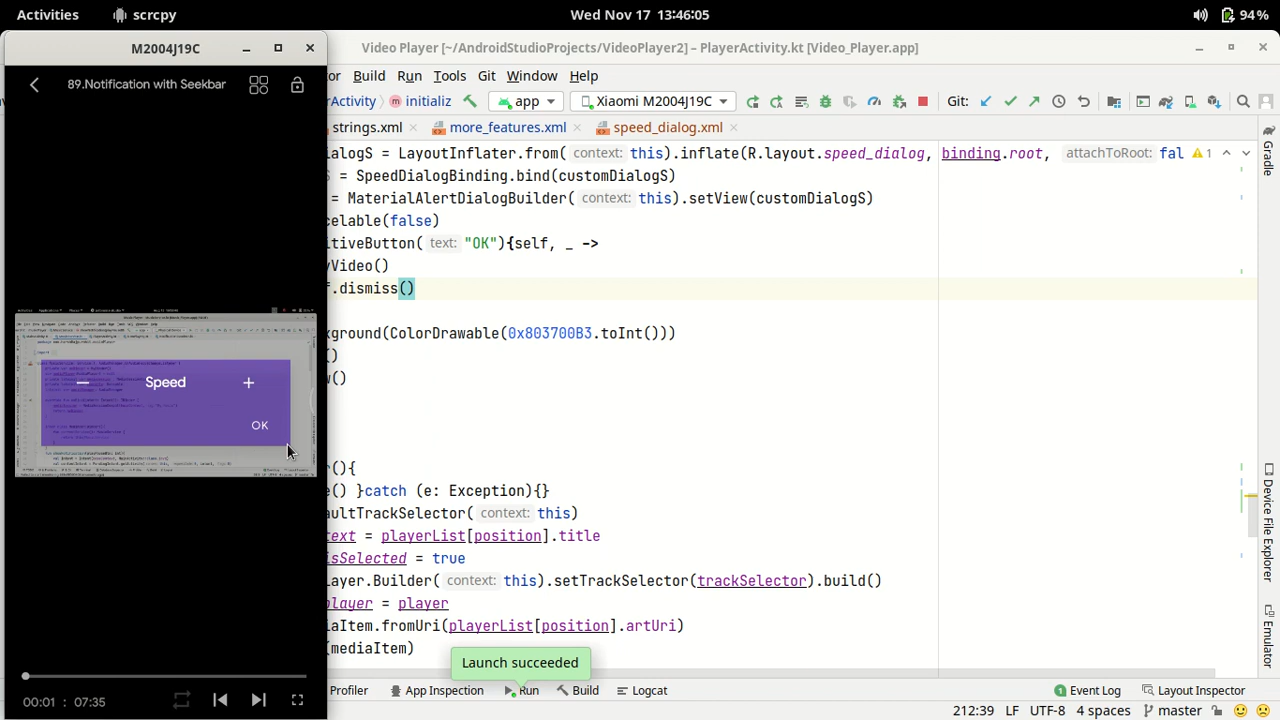 Activities scrcpy Wed Nov 17 13:46:05 94 %
M2004J19C
89.Notification with Seekbar
Speed
OK
00:01 : 07:35
Video Player [~/AndroidStudioProjects/VideoPlayer2] – PlayerActivity.kt [Video_Player.app]
or Build Run Tools Git Window Help
Activity initializ app Xiaomi M2004J19C Git:
strings.xml more_features.xml speed_dialog.xml
ialogS = LayoutInflater.from( context: this).inflate(R.layout.speed_dialog, binding.root, attachToRoot: fal 1
S = SpeedDialogBinding.bind(customDialogS)
= MaterialAlertDialogBuilder( context: this).setView(customDialogS)
celable(false)
itiveButton( text: "OK"){self, _ ->
yVideo()
f.dismiss()
kground(ColorDrawable(0x803700B3.toInt()))
()
w()
r(){
e() }catch (e: Exception){}
aultTrackSelector( context: this)
text = playerList[position].title
isSelected = true
layer.Builder( context: this).setTrackSelector(trackSelector).build()
player = player
diaItem.fromUri(playerList[position].artUri)
(mediaItem)
Launch succeeded
Profiler App Inspection Run Build Logcat Event Log Layout Inspector
212:39 LF UTF-8 4 spaces master
Gradle
Device File Explorer
Emulator